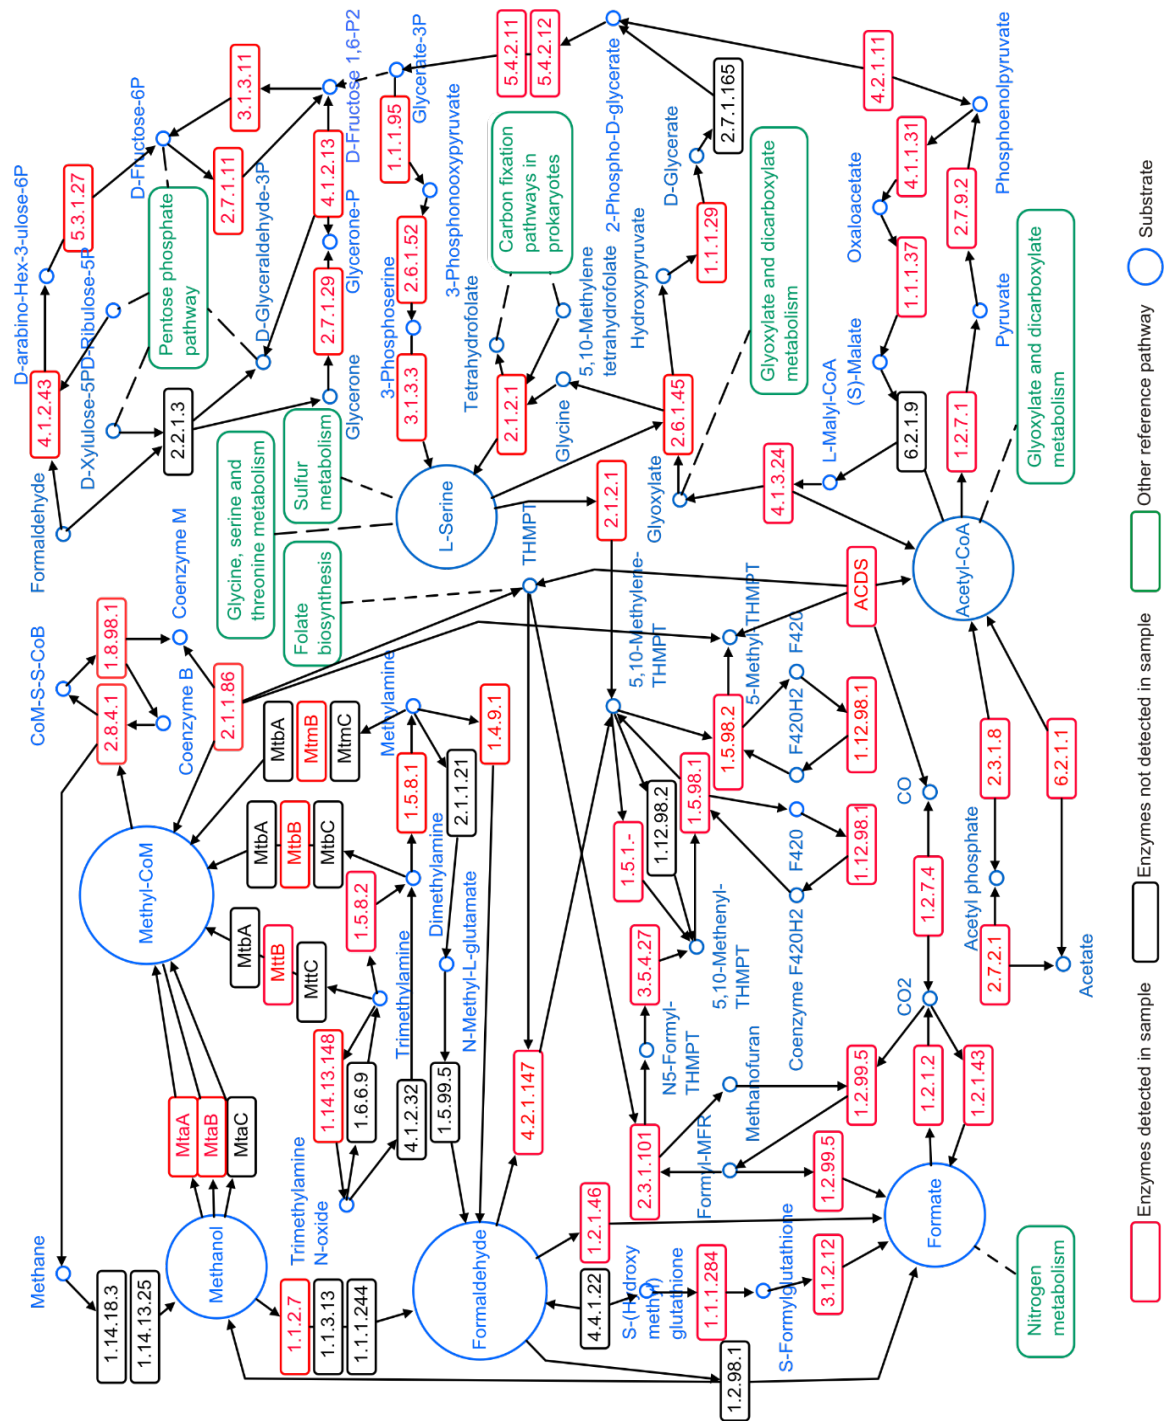 Methane
CoM-S-S-CoB
Formaldehyde
D-arabino-Hex-3-ulose-6P
4.1.2.43
5.3.1.27
D-Fructose-6P
D-Xylulose-5P
D-Ribulose-5P
1.14.18.3
1.14.13.25
2.8.4.1
1.8.98.1
Coenzyme M
Coenzyme B
2.1.1.86
2.2.1.3
Pentose phosphate
pathway
3.1.3.11
2.7.1.11
D-Glyceraldehyde-3P
Methanol
MtaA
MtaB
MtaC
Methyl-CoM
Glycine, serine and
threonine metabolism
Folate
biosynthesis
Sulfur
metabolism
Glycerone
2.7.1.29
Glycerone-P
4.1.2.13
D-Fructose 1,6-P2
1.1.2.7
1.1.3.13
1.1.1.244
Trimethylamine
N-oxide
1.14.13.148
1.6.6.9
4.1.2.32
MtbA
MttB
MttC
MtbA
MtbB
MtbC
MtbA
MtmB
MtmC
1.5.8.2
Trimethylamine
1.5.8.1
Dimethylamine
Methylamine
2.1.1.21
1.4.9.1
1.5.99.5
N-Methyl-L-glutamate
L-Serine
3-Phosphoserine
3.1.3.3
2.6.1.52
3-Phosphonooxypyruvate
1.1.1.95
Glycerate-3P
THMPT
Tetrahydrofolate
2.1.2.1
Carbon fixation
pathways in
prokaryotes
5.4.2.11
5.4.2.12
Formaldehyde
4.2.1.147
Glycine
5,10-Methylene
tetrahydrofolate
2-Phospho-D-glycerate
1.2.1.46
4.4.1.22
S-(Hydroxy
methyl)
glutathione
1.1.1.284
S-Formylglutathione
3.1.2.12
1.2.98.1
2.3.1.101
N5-Formyl-
THMPT
3.5.4.27
5,10-Methenyl-
THMPT
1.5.1.-
1.12.98.2
1.5.98.1
5,10-Methylene-
THMPT
2.1.2.1
1.5.98.2
5-Methyl-THMPT
Formyl-MFR
Methanofuran
Coenzyme F420H2
F420
1.12.98.1
F420H2
F420
1.12.98.1
Glyoxylate
2.6.1.45
Hydroxypyruvate
1.1.1.29
D-Glycerate
2.7.1.165
Glyoxylate and dicarboxylate
metabolism
4.1.3.24
L-Malyl-CoA
(S)-Malate
1.1.1.37
Oxaloacetate
4.1.1.31
4.2.1.11
ACDS
6.2.1.9
1.2.99.5
1.2.99.5
Formate
1.2.1.2
1.2.1.43
CO2
1.2.7.4
CO
Acetyl-CoA
1.2.7.1
Pyruvate
2.7.9.2
Phosphoenolpyruvate
Nitrogen
metabolism
2.7.2.1
Acetyl phosphate
2.3.1.8
6.2.1.1
Acetate
Glyoxylate and dicarboxylate
metabolism
Enzymes detected in sample
Enzymes not detected in sample
Other reference pathway
Substrate